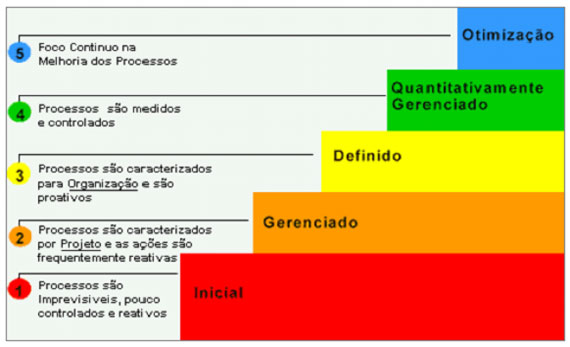 5
Foco Continuo na
Melhoria dos Processos
Otimização
4
Processos são medidos
e controlados
Quantitativamente
Gerenciado
3
Processos são caracterizados
para Organização e são
proativos
Definido
2
Processos são caracterizados
por Projeto e as ações são
frequentemente reativas
Gerenciado
1
Processos são
Imprevisiveis, pouco
controlados e reativos
Inicial